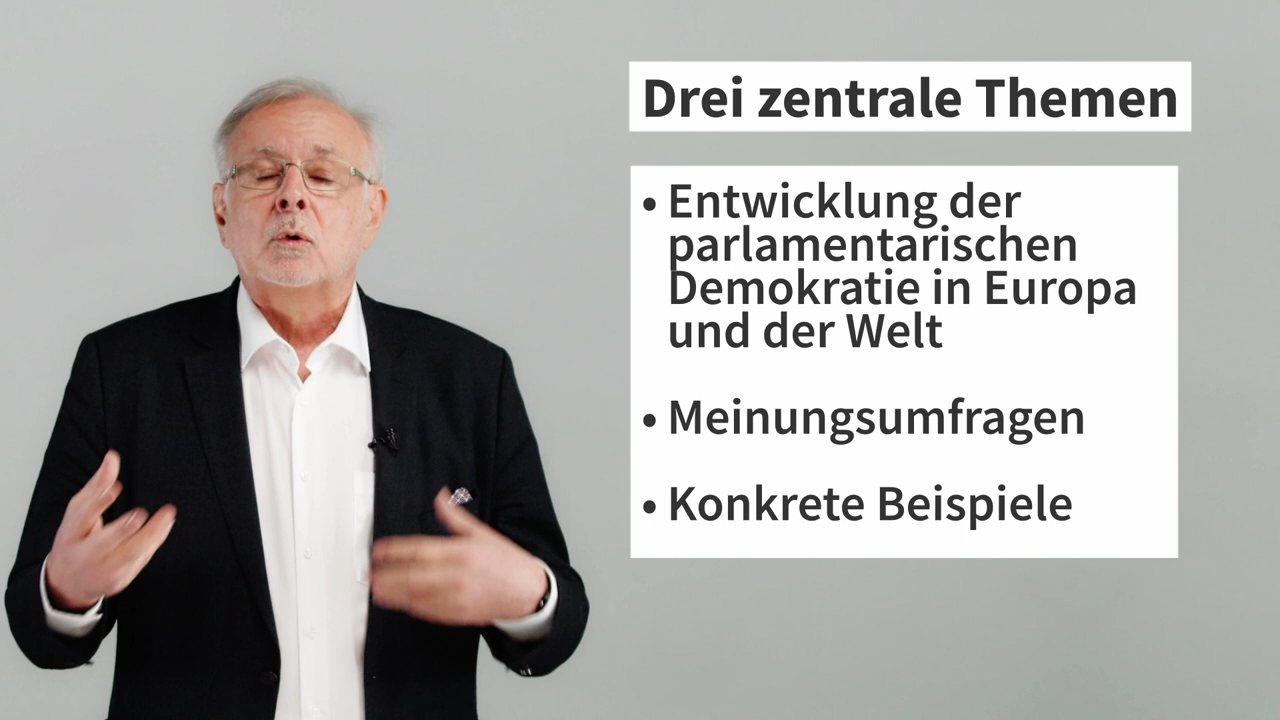 Drei zentrale Themen
• Entwicklung der
parlamentarischen
Demokratie in Europa
und der Welt
• Meinungsumfragen
• Konkrete Beispiele